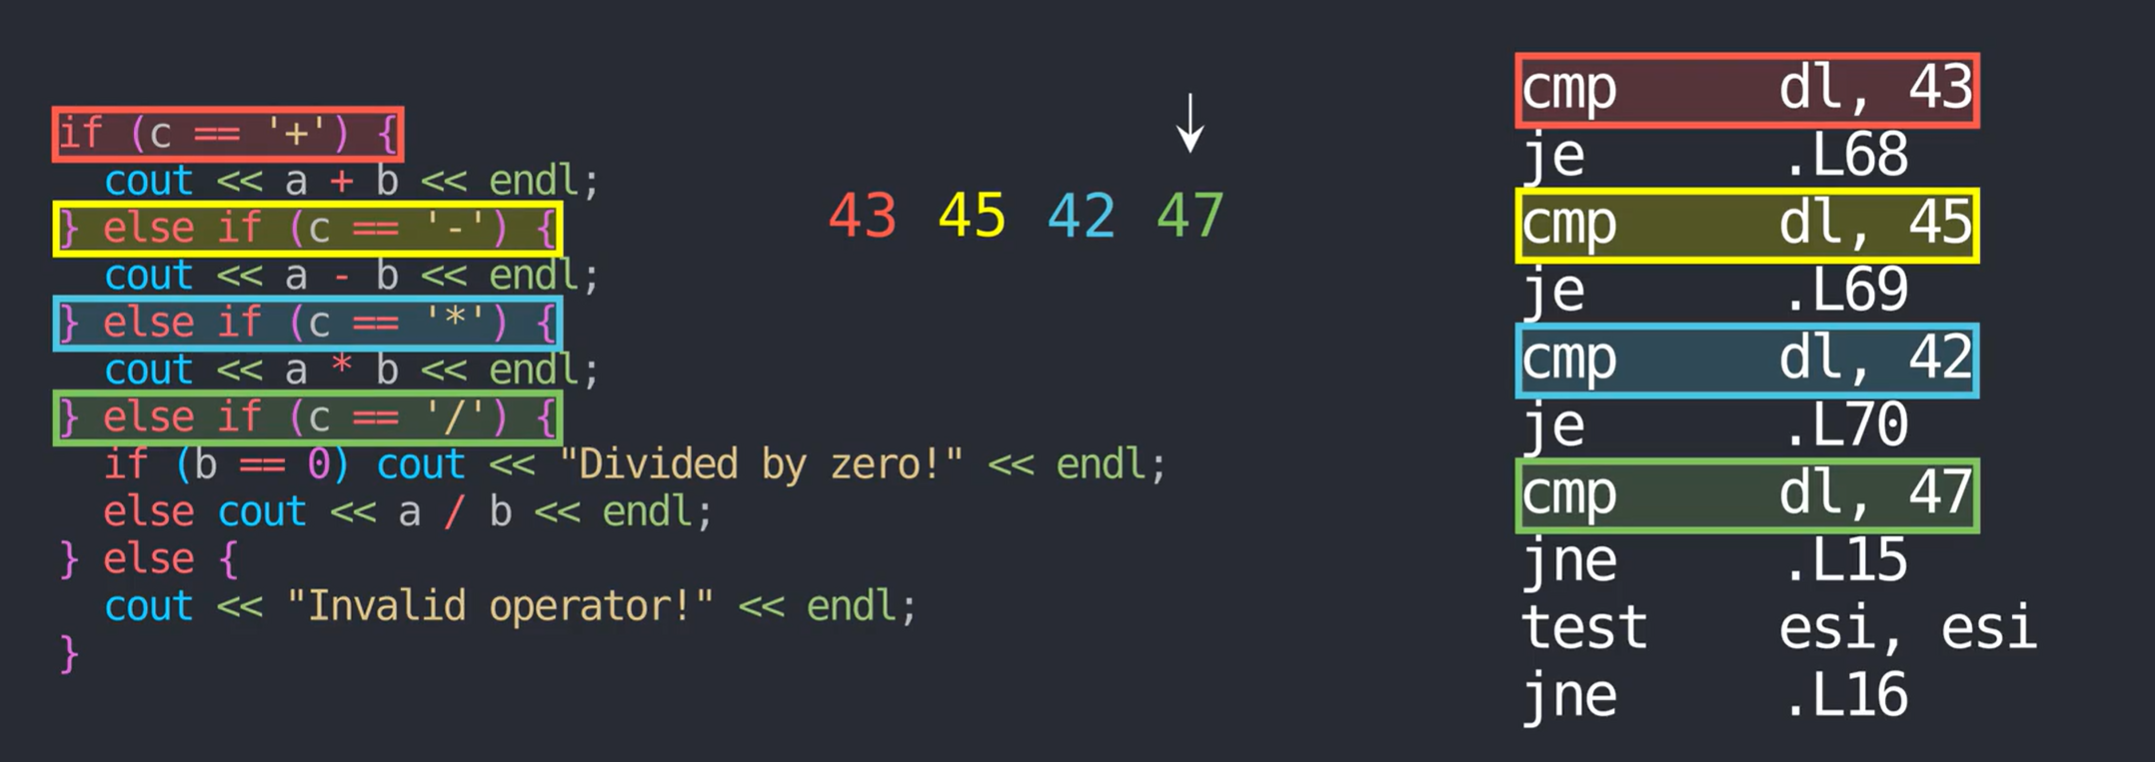 if (c == '+') {
  cout << a + b << endl;
} else if (c == '-') {
  cout << a - b << endl;
} else if (c == '*') {
  cout << a * b << endl;
} else if (c == '/') {
  if (b == 0) cout << "Divided by zero!" << endl;
  else cout << a / b << endl;
} else {
  cout << "Invalid operator!" << endl;
}
43 45 42 47
cmp dl, 43
je .L68
cmp dl, 45
je .L69
cmp dl, 42
je .L70
cmp dl, 47
jne .L15
test esi, esi
jne .L16